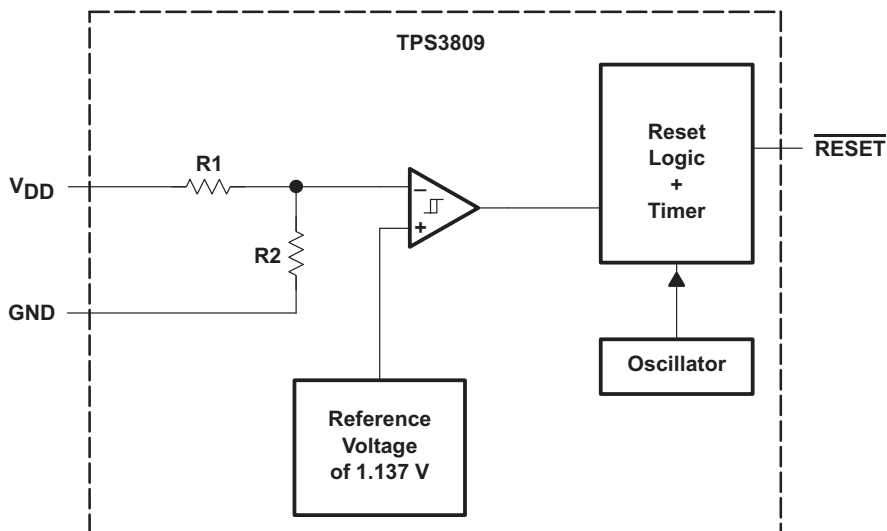 TPS3809
Reset
Logic
+
Timer
RESET
R1
VDD
−
+
R2
GND
Oscillator
Reference
Voltage
of 1.137 V